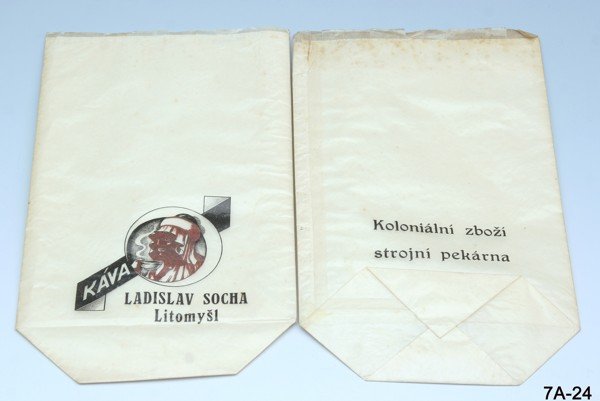 KÁVA
LADISLAV SOCHA
Litomyšl
Koloniální zboží
strojní pekárna
7A-24